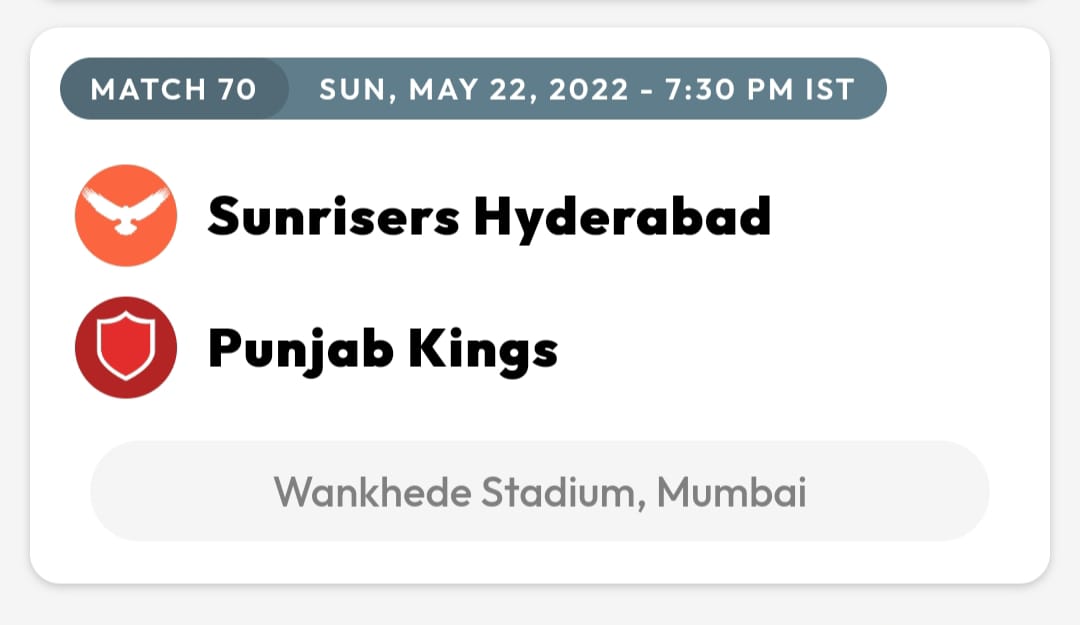 MATCH 70 SUN, MAY 22, 2022 - 7:30 PM IST
Sunrisers Hyderabad
Punjab Kings
Wankhede Stadium, Mumbai